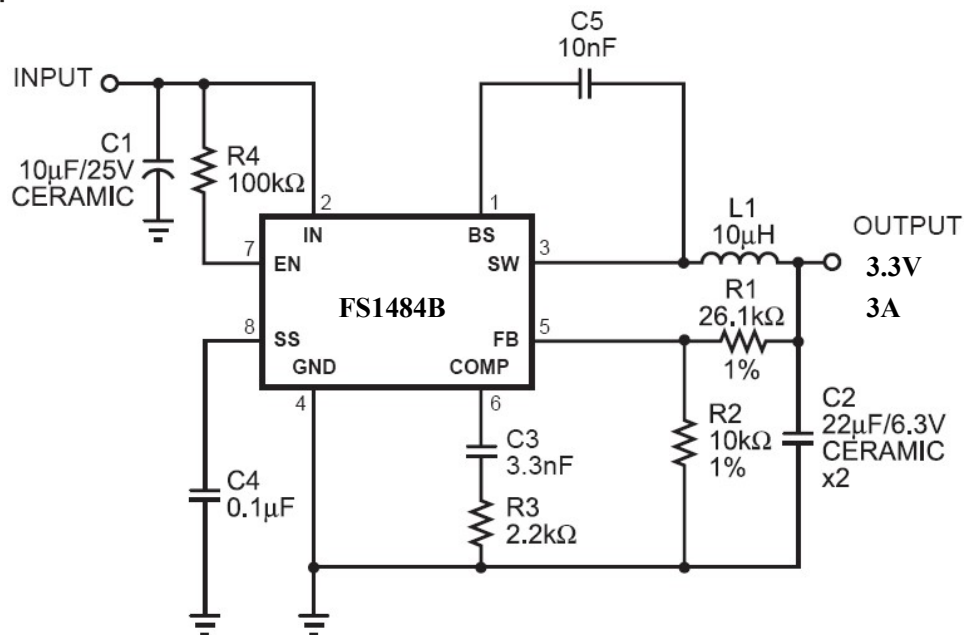 C5
10nF
INPUT
C1
10μF/25V
CERAMIC
R4
100kΩ
2
1
L1
10μH
OUTPUT
3.3V
3A
IN
BS
7
EN
SW
3
FS1484B
R1
26.1kΩ
1%
8
SS
FB
5
GND
COMP
4
6
C2
22μF/6.3V
CERAMIC
x2
R2
10kΩ
1%
C3
3.3nF
C4
0.1μF
R3
2.2kΩ